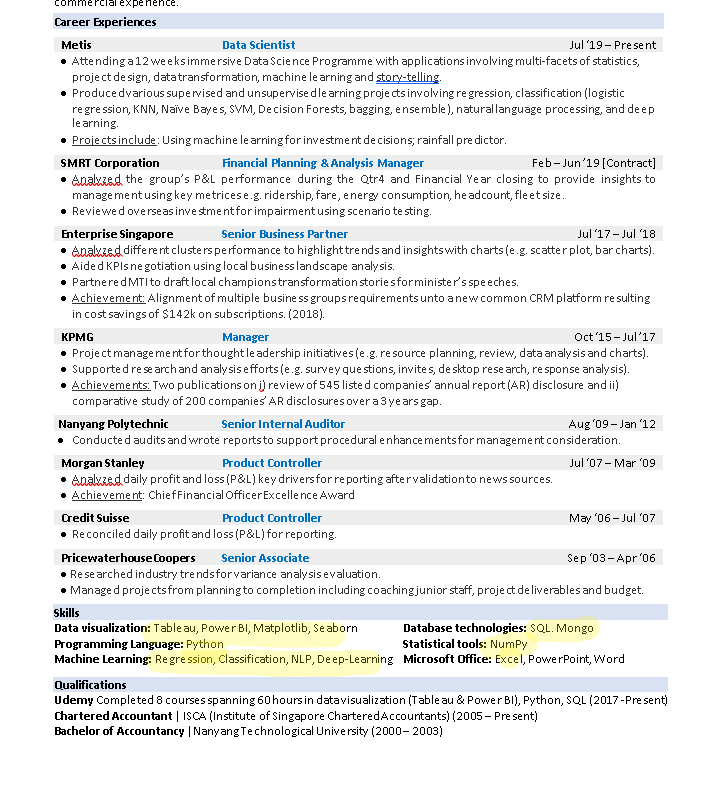 commercial experience.
Career Experiences
Metis Data Scientist Jul ‘19 – Present
● Attending a 12 weeks immersive Data Science Programme with applications involving multi-facets of statistics,
project design, data transformation, machine learning and story-telling.
● Produced various supervised and unsupervised learning projects involving regression, classification (logistic
regression, KNN, Naïve Bayes, SVM, Decision Forests, bagging, ensemble), natural language processing, and deep
learning.
● Projects include: Using machine learning for investment decisions; rainfall predictor.
SMRT Corporation Financial Planning & Analysis Manager Feb – Jun ‘19 [Contract]
● Analyzed the group’s P&L performance during the Qtr4 and Financial Year closing to provide insights to
management using key metrices e.g. ridership, fare, energy consumption, headcount, fleet size.
● Reviewed overseas investment for impairment using scenario testing.
Enterprise Singapore Senior Business Partner Jul ‘17 – Jul ‘18
● Analyzed different clusters performance to highlight trends and insights with charts (e.g. scatter plot, bar charts).
● Aided KPIs negotiation using local business landscape analysis.
● Partnered MTI to draft local champions transformation stories for minister’s speeches.
● Achievement: Alignment of multiple business groups requirements unto a new common CRM platform resulting
in cost savings of $142k on subscriptions. (2018).
KPMG Manager Oct ‘15 – Jul ‘17
● Project management for thought leadership initiatives (e.g. resource planning, review, data analysis and charts).
● Supported research and analysis efforts (e.g. survey questions, invites, desktop research, response analysis).
● Achievements: Two publications on i) review of 545 listed companies’ annual report (AR) disclosure and ii)
comparative study of 200 companies’ AR disclosures over a 3 years gap.
Nanyang Polytechnic Senior Internal Auditor Aug ‘09 – Jan ‘12
● Conducted audits and wrote reports to support procedural enhancements for management consideration.
Morgan Stanley Product Controller Jul ‘07 – Mar ‘09
● Analyzed daily profit and loss (P&L) key drivers for reporting after validation to news sources.
● Achievement: Chief Financial Officer Excellence Award
Credit Suisse Product Controller May ‘06 – Jul ‘07
● Reconciled daily profit and loss (P&L) for reporting.
PricewaterhouseCoopers Senior Associate Sep ‘03 – Apr ‘06
● Researched industry trends for variance analysis evaluation.
● Managed projects from planning to completion including coaching junior staff, project deliverables and budget.
Skills
Data visualization: Tableau, Power BI, Matplotlib, Seaborn Database technologies: SQL. Mongo
Programming Language: Python Statistical tools: NumPy
Machine Learning: Regression, Classification, NLP, Deep-Learning Microsoft Office: Excel, PowerPoint, Word
Qualifications
Udemy Completed 8 courses spanning 60 hours in data visualization (Tableau & Power BI), Python, SQL (2017 -Present)
Chartered Accountant | ISCA (Institute of Singapore Chartered Accountants) (2005 – Present)
Bachelor of Accountancy | Nanyang Technological University (2000 – 2003)